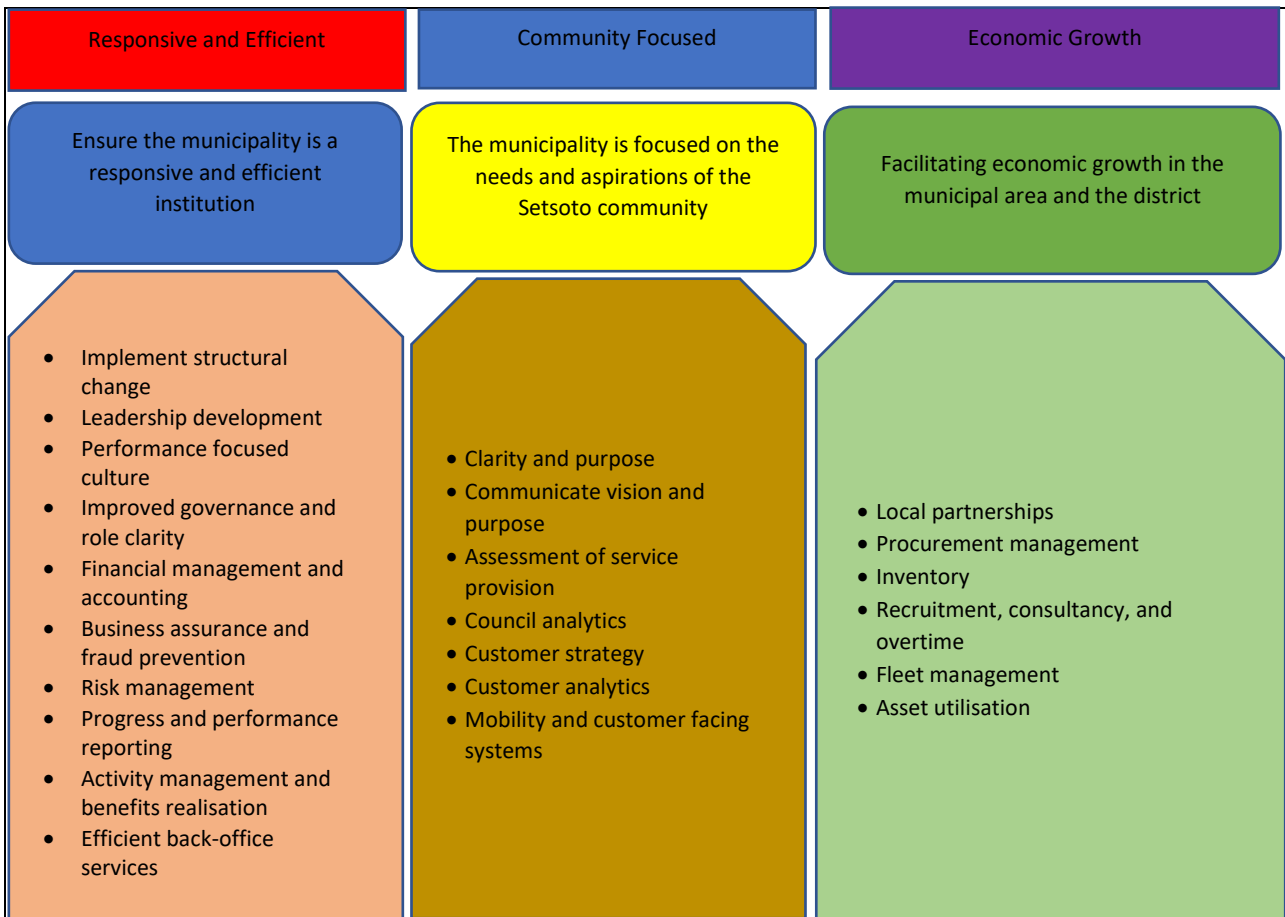 Responsive and Efficient
Community Focused
Economic Growth
Ensure the municipality is a
responsive and efficient
institution
The municipality is focused on the
needs and aspirations of the
Setsoto community
Facilitating economic growth in the
municipal area and the district
• Implement structural
change
• Leadership development
• Performance focused
culture
• Improved governance and
role clarity
• Financial management and
accounting
• Business assurance and
fraud prevention
• Risk management
• Progress and performance
reporting
• Activity management and
benefits realisation
• Efficient back-office
services
• Clarity and purpose
• Communicate vision and
purpose
• Assessment of service
provision
• Council analytics
• Customer strategy
• Customer analytics
• Mobility and customer facing
systems
• Local partnerships
• Procurement management
• Inventory
• Recruitment, consultancy, and
overtime
• Fleet management
• Asset utilisation